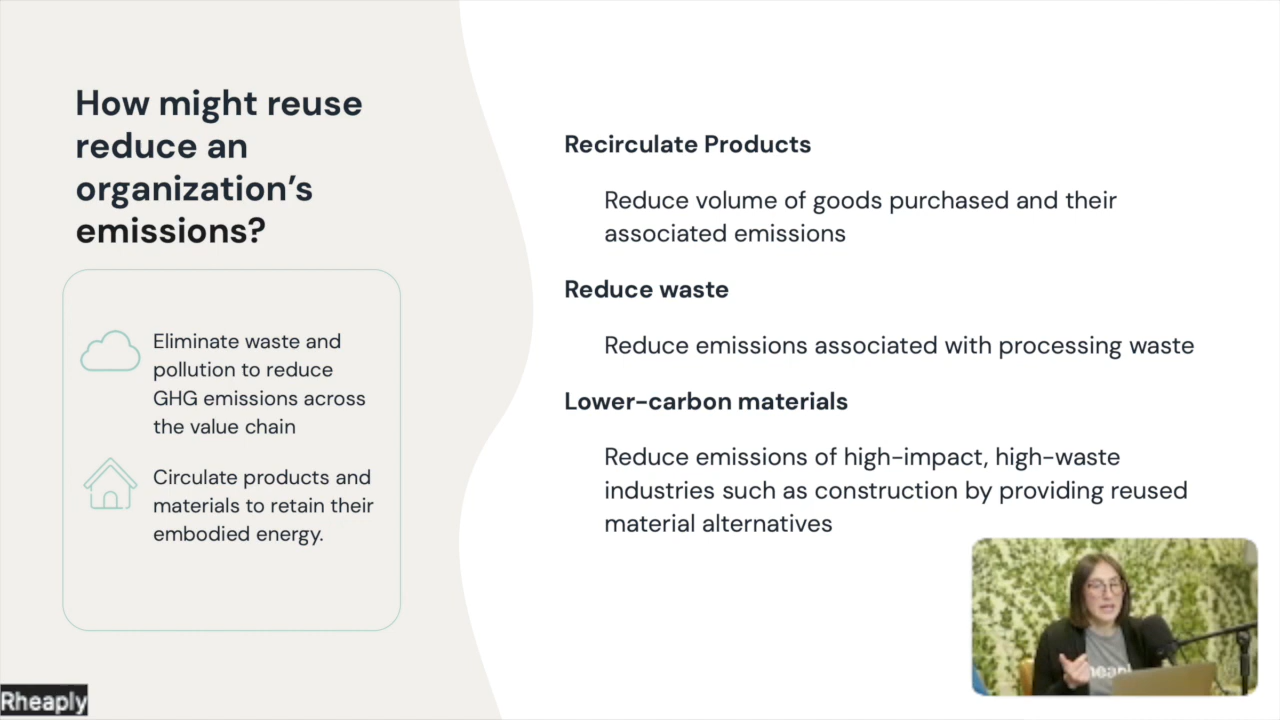 How might reuse
reduce an
organization’s
emissions?
Eliminate waste and
pollution to reduce
GHG emissions across
the value chain
Circulate products and
materials to retain their
embodied energy.
Recirculate Products
Reduce volume of goods purchased and their
associated emissions
Reduce waste
Reduce emissions associated with processing waste
Lower-carbon materials
Reduce emissions of high-impact, high-waste
industries such as construction by providing reused
material alternatives
Rheaply